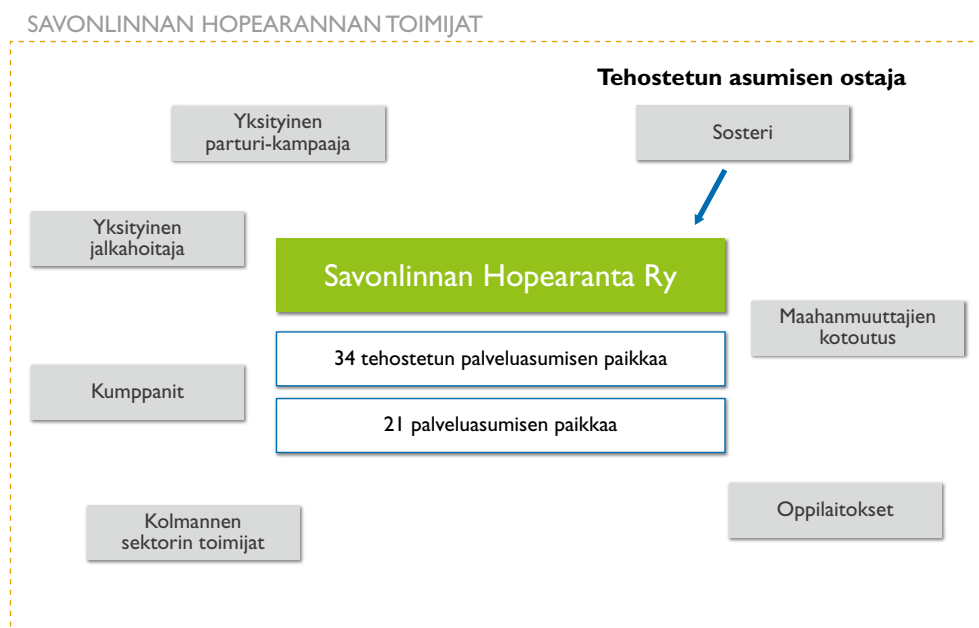 SAVONLINNAN HOPEARANNAN TOIMIJAT
Tehostetun asumisen ostaja
Yksityinen
parturi-kampaaja
Sosteri
Yksityinen
jalkahoitaja
Savonlinnan Hopearanta Ry
Maahanmuuttajien
kotoutus
34 tehostetun palveluasumisen paikkaa
Kumppanit
21 palveluasumisen paikkaa
Oppilaitokset
Kolmannen
sektorin toimijat